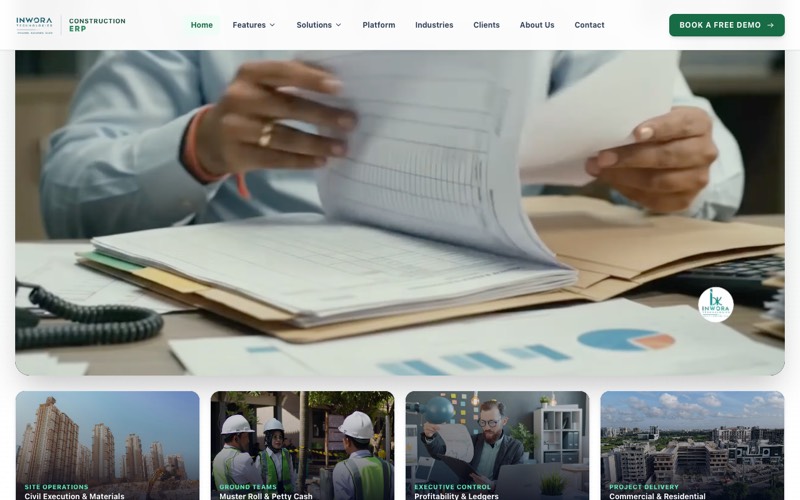 INWORA
TECHNOLOGIES
CONSTRUCTION
ERP
Home
Features
Solutions
Platform
Industries
Clients
About Us
Contact
BOOK A FREE DEMO
INWORA
SITE OPERATIONS
Civil Execution & Materials
GROUND TEAMS
Muster Roll & Petty Cash
EXECUTIVE CONTROL
Profitability & Ledgers
PROJECT DELIVERY
Commercial & Residential